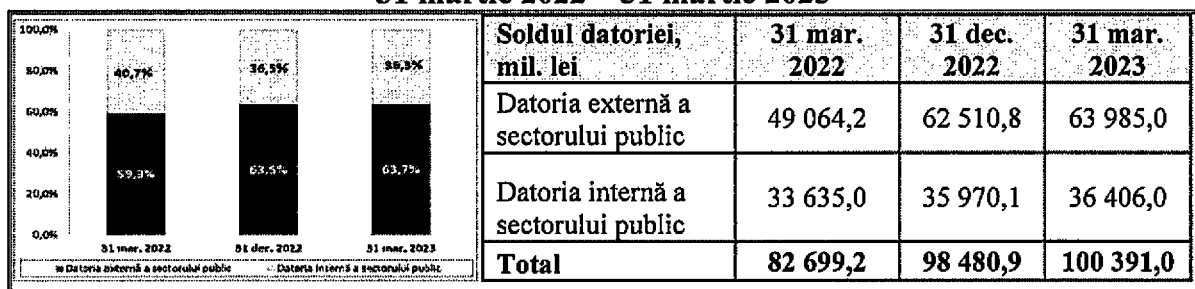 100,0%
80,0%
60,0%
40,0%
20,0%
0,0%
40,7% 36,5% 36,3%
59,3% 63,5% 63,7%
31 mar. 2022 31 dec. 2022 31 mar. 2023
Datoria externă a sectorului public Datoria internă a sectorului public
Soldul datoriei, 31 mar. 31 dec. 31 mar.
mil. lei 2022 2022 2023
Datoria externă a
sectorului public 49 064,2 62 510,8 63 985,0
Datoria internă a
sectorului public 33 635,0 35 970,1 36 406,0
Total 82 699,2 98 480,9 100 391,0